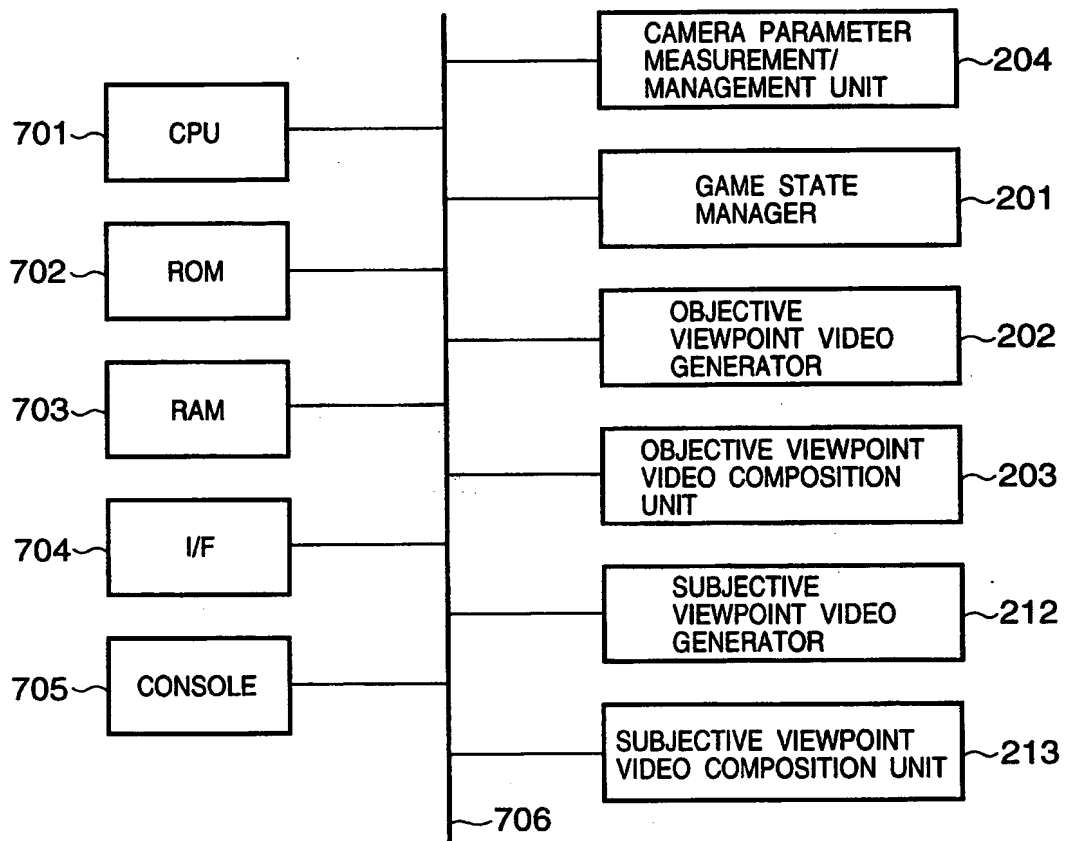 CAMERA PARAMETER
MEASUREMENT/
MANAGEMENT UNIT
204
701
CPU
GAME STATE
MANAGER
201
702
ROM
OBJECTIVE
VIEWPOINT VIDEO
GENERATOR
202
703
RAM
OBJECTIVE VIEWPOINT
VIDEO COMPOSITION
UNIT
203
704
I/F
SUBJECTIVE
VIEWPOINT VIDEO
GENERATOR
212
705
CONSOLE
SUBJECTIVE VIEWPOINT
VIDEO COMPOSITION UNIT
213
706